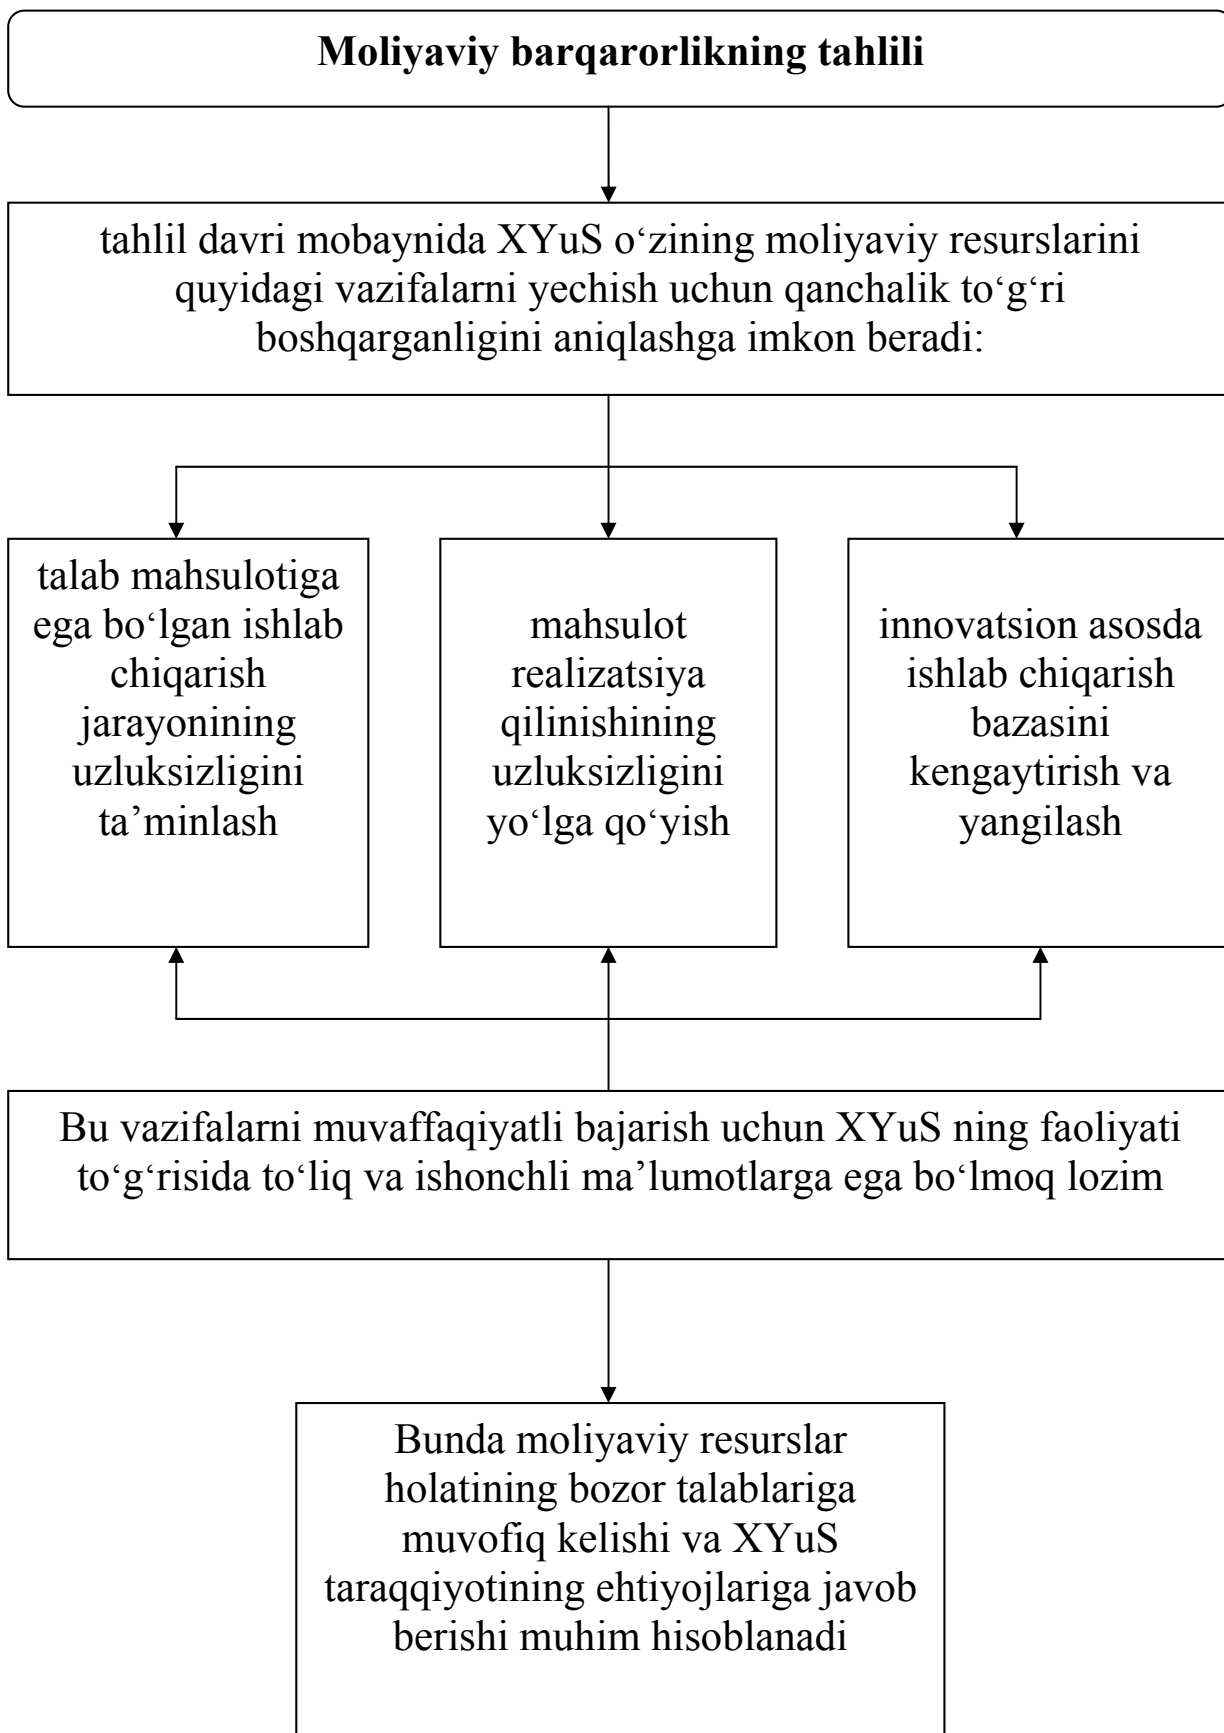 Moliyaviy barqarorlikning tahlili
tahlil davri mobaynida XYuS o‘zining moliyaviy resurslarini
quyidagi vazifalarni yechish uchun qanchalik to‘g‘ri
boshqarganligini aniqlashga imkon beradi:
talab mahsulotiga
ega bo‘lgan ishlab
chiqarish
jarayonining
uzluksizligini
ta’minlash
mahsulot
realizatsiya
qilinishining
uzluksizligini
yo‘lga qo‘yish
innovatsion asosda
ishlab chiqarish
bazasini
kengaytirish va
yangilash
Bu vazifalarni muvaffaqiyatli bajarish uchun XYuS ning faoliyati
to‘g‘risida to‘liq va ishonchli ma’lumotlarga ega bo‘lmoq lozim
Bunda moliyaviy resurslar
holatining bozor talablariga
muvofiq kelishi va XYuS
taraqqiyotining ehtiyojlariga javob
berishi muhim hisoblanadi